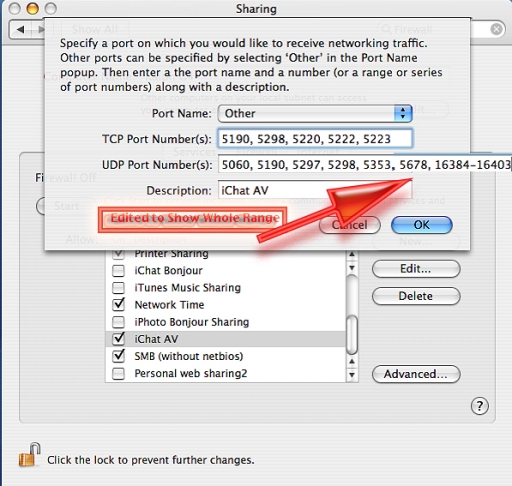 Sharing
Show All
Firewall
Specify a port on which you would like to receive networking traffic.
Other ports can be specified by selecting 'Other' in the Port Name
popup. Then enter a the port name and a number (or a range or series
of port numbers) along with a description.
Port Name: Other
TCP Port Number(s): 5190, 5298, 5220, 5222, 5223
UDP Port Number(s): 5060, 5190, 5297, 5298, 5353, 5678, 16384-16403
Firewall Off
Description: iChat AV
Start
Edited to Show Whole Range
Cancel
OK
Allow
New...
Printer Sharing
iChat Bonjour
Edit...
iTunes Music Sharing
Delete
Network Time
iPhoto Bonjour Sharing
iChat AV
SMB (without netbios)
Personal web sharing2
Advanced...
?
Click the lock to prevent further changes.